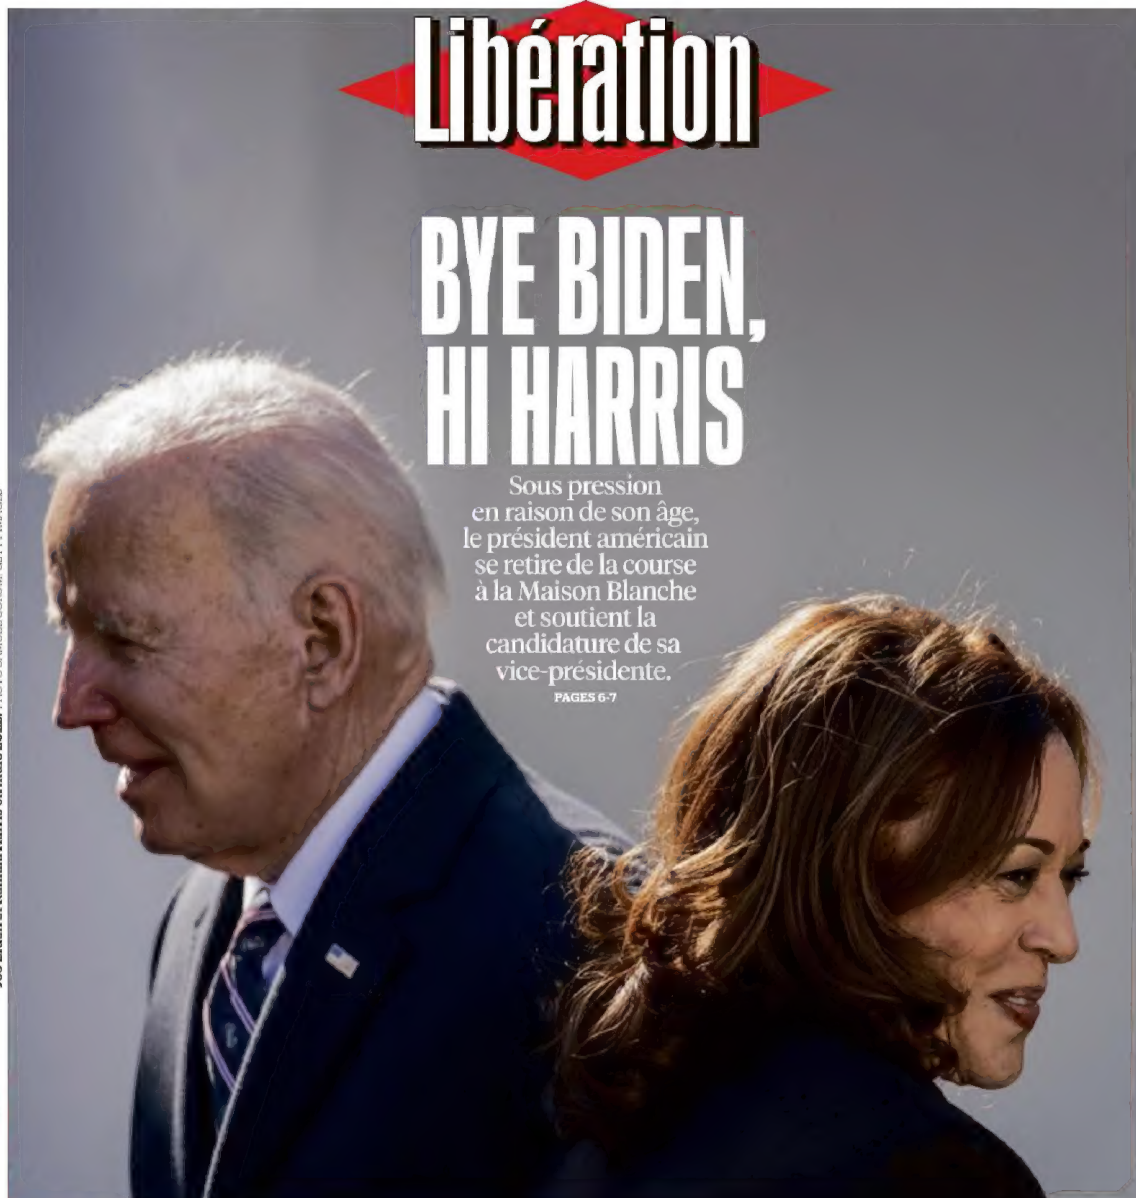 Libération
BYE BIDEN,
HI HARRIS
Sous pression
en raison de son âge,
le président américain
se retire de la course
à la Maison Blanche
et soutient la
candidature de sa
vice-présidente.
PAGES 6-7